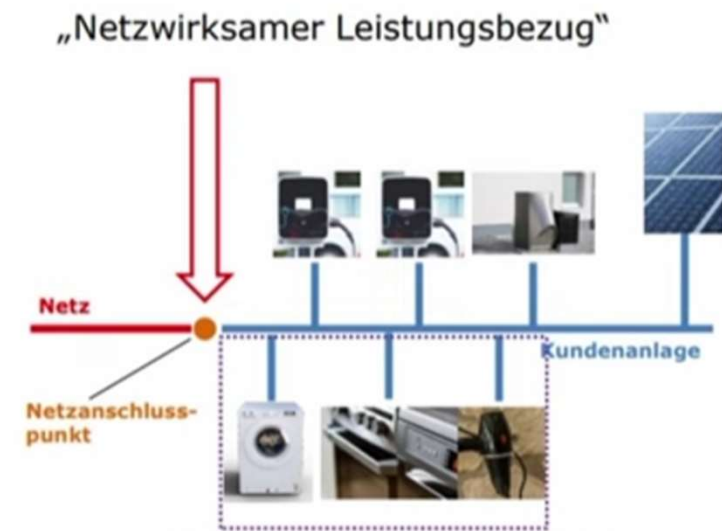 „Netzwirksamer Leistungsbezug“
Netz
Kundenanlage
Netzanschluss-
punkt